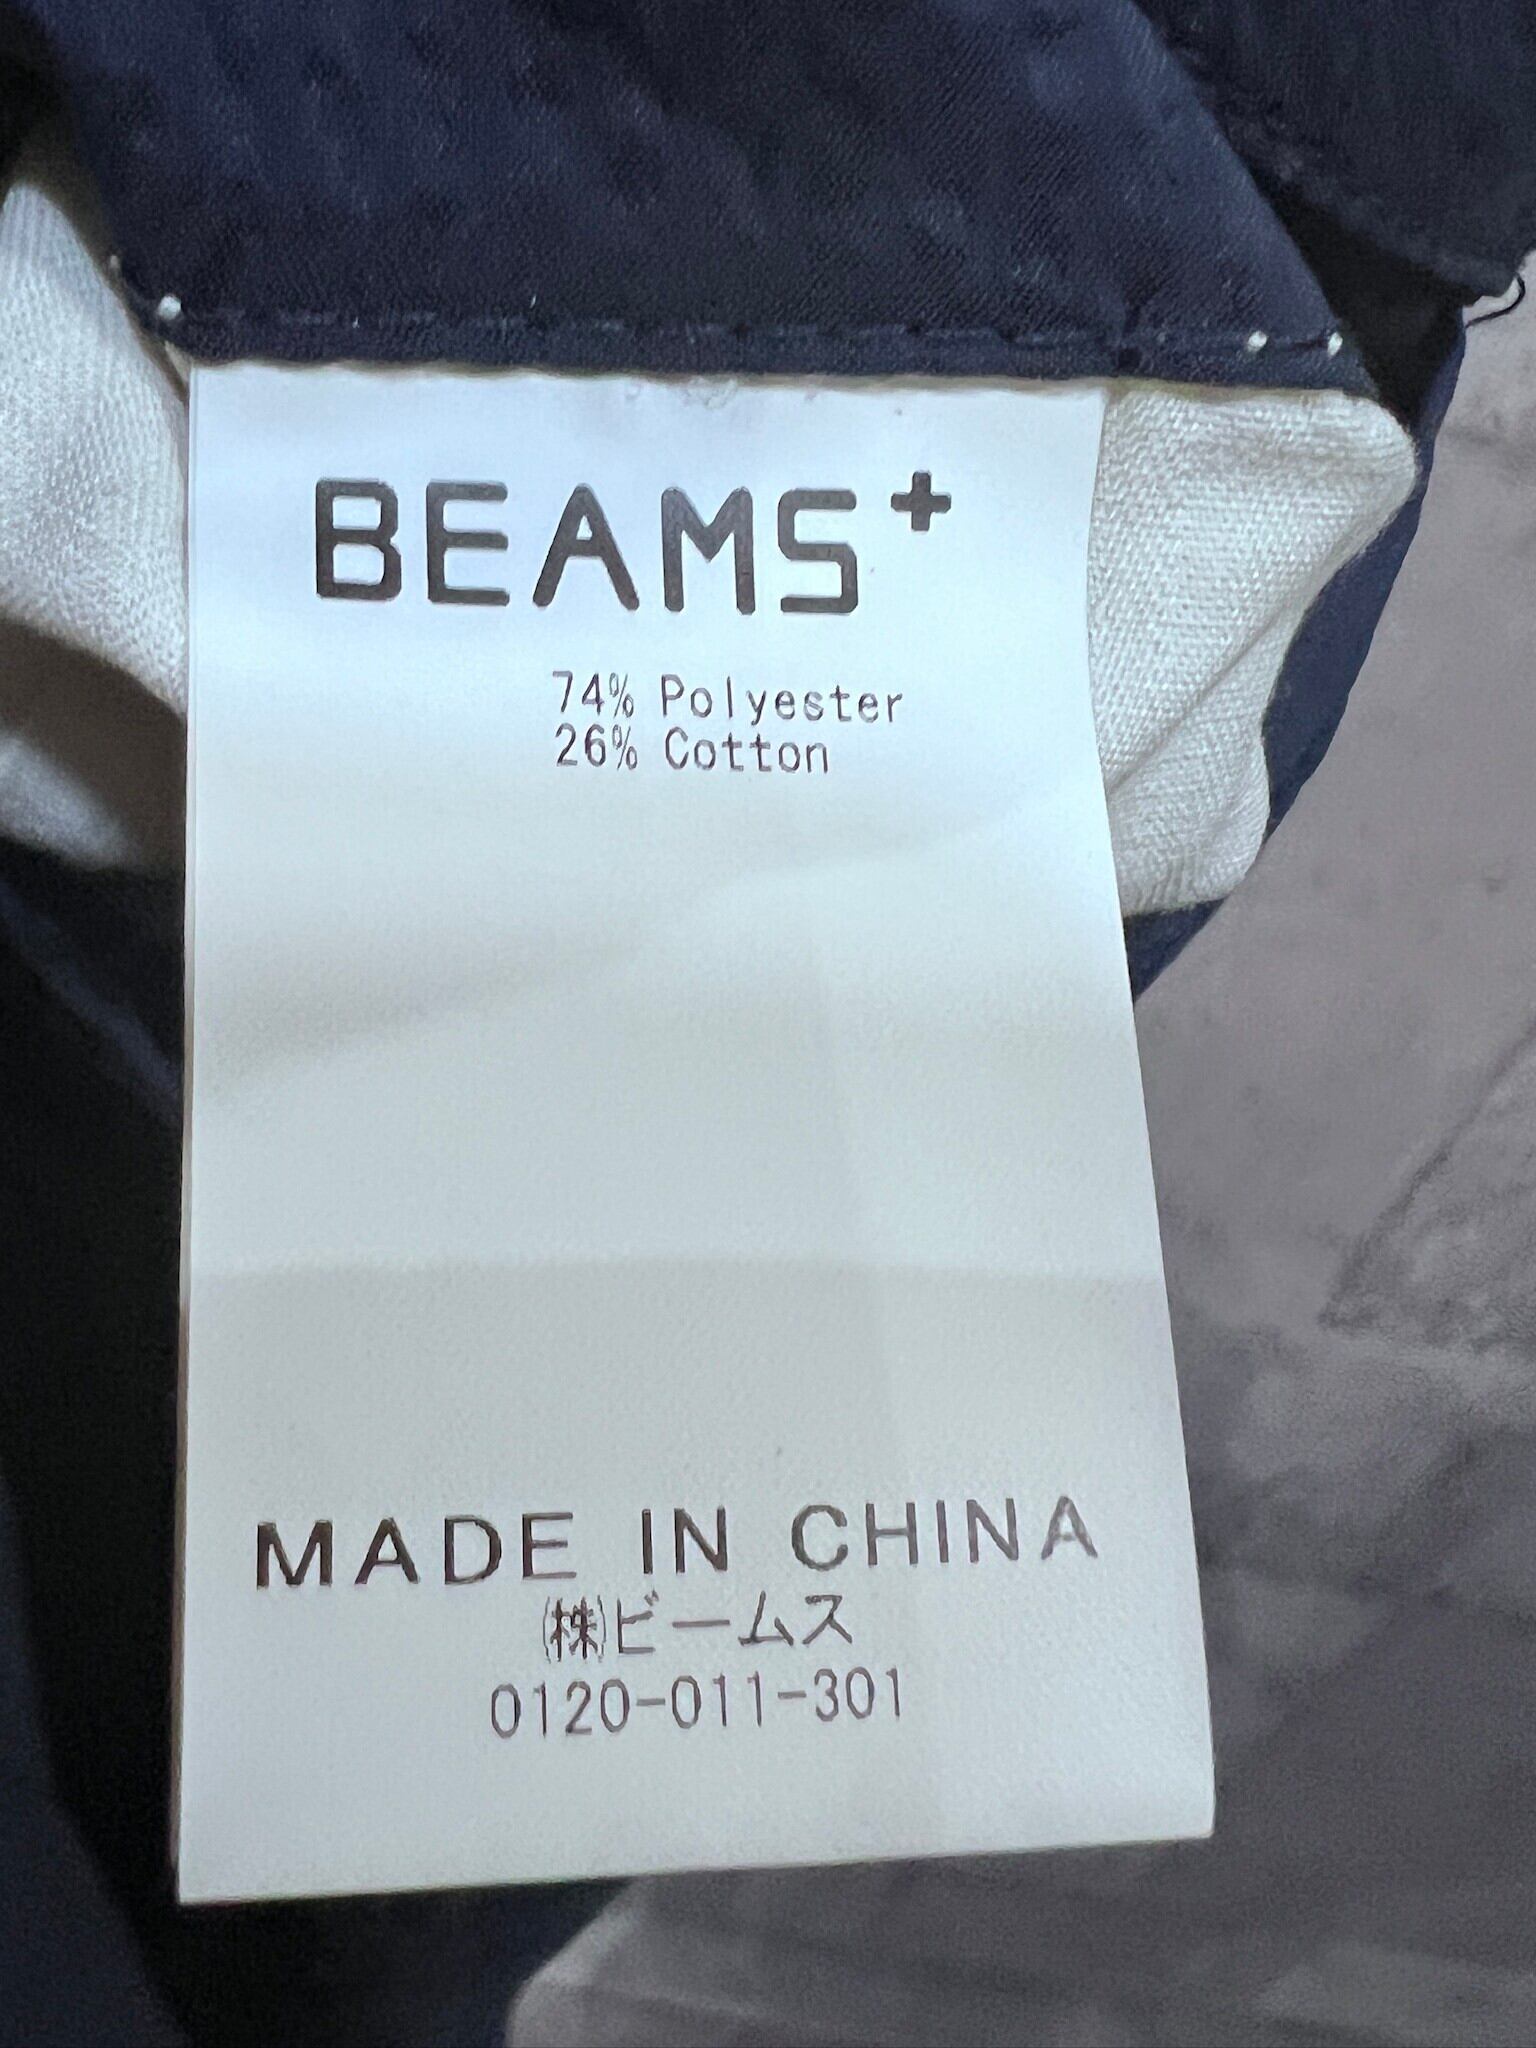 BEAMS+
74% Polyester
26% Cotton
MADE IN CHINA
㈱ビームス
0120-011-301